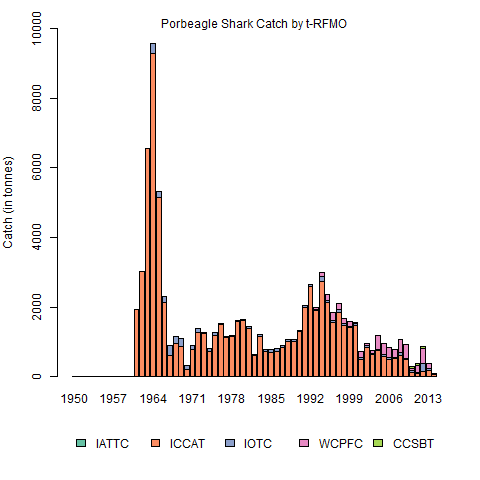 Porbeagle Shark Catch by t-RFMO
Catch (in tonnes)
10000
8000
6000
4000
2000
0
1950 1957 1964 1971 1978 1985 1992 1999 2006 2013
IATTC ICCAT IOTC WCPFC CCSBT